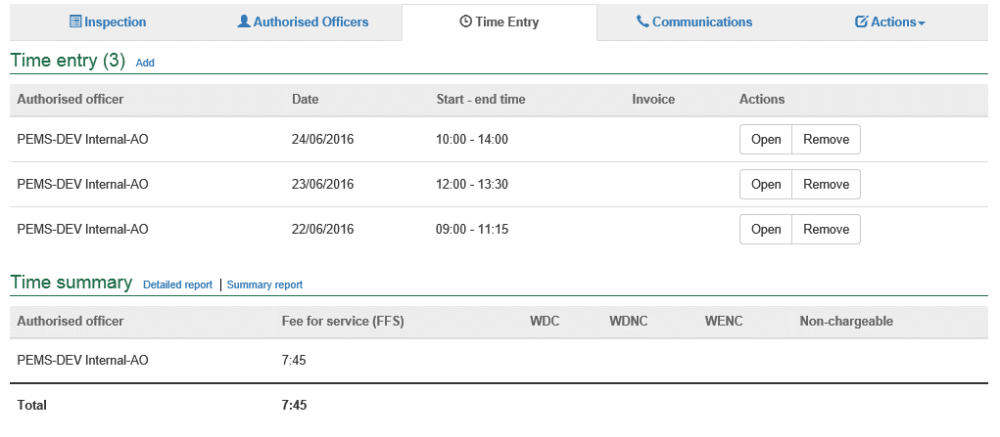 Inspection Authorised Officers Time Entry Communications Actions
Time entry (3) Add
Authorised officer Date Start - end time Invoice Actions
PEMS-DEV Internal-AO 24/06/2016 10:00 - 14:00 Open Remove
PEMS-DEV Internal-AO 23/06/2016 12:00 - 13:30 Open Remove
PEMS-DEV Internal-AO 22/06/2016 09:00 - 11:15 Open Remove
Time summary Detailed report | Summary report
Authorised officer Fee for service (FFS) WDC WDNC WENC Non-chargeable
PEMS-DEV Internal-AO 7:45
Total 7:45